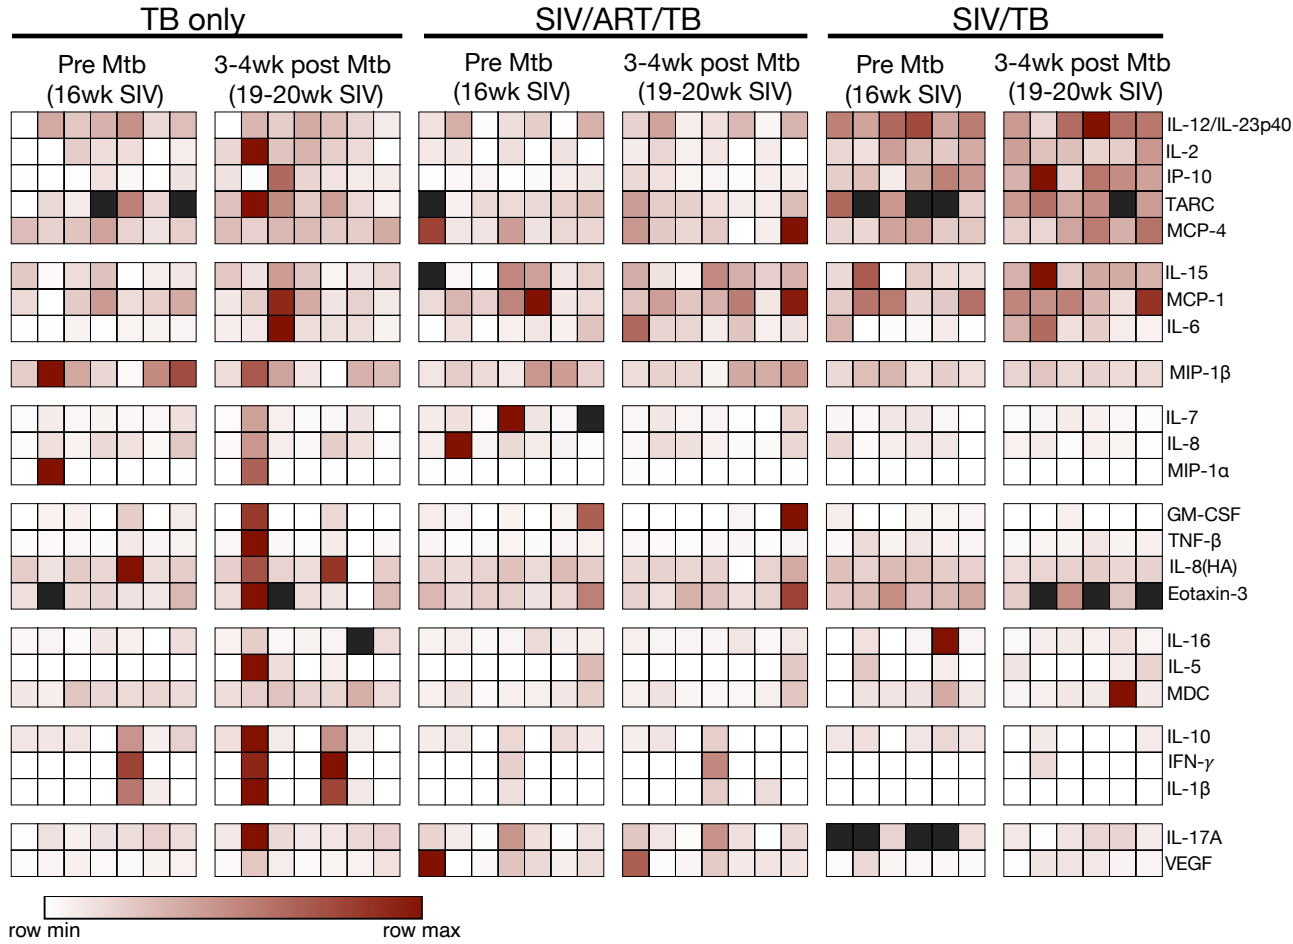 TB only
SIV/ART/TB
SIV/TB
Pre Mtb
(16wk SIV)
3-4wk post Mtb
(19-20wk SIV)
Pre Mtb
(16wk SIV)
3-4wk post Mtb
(19-20wk SIV)
Pre Mtb
(16wk SIV)
3-4wk post Mtb
(19-20wk SIV)
IL-12/IL-23p40
IL-2
IP-10
TARC
MCP-4
IL-15
MCP-1
IL-6
MIP-1β
IL-7
IL-8
MIP-1α
GM-CSF
TNF-β
IL-8(HA)
Eotaxin-3
IL-16
IL-5
MDC
IL-10
IFN-γ
IL-1β
IL-17A
VEGF
row min
row max